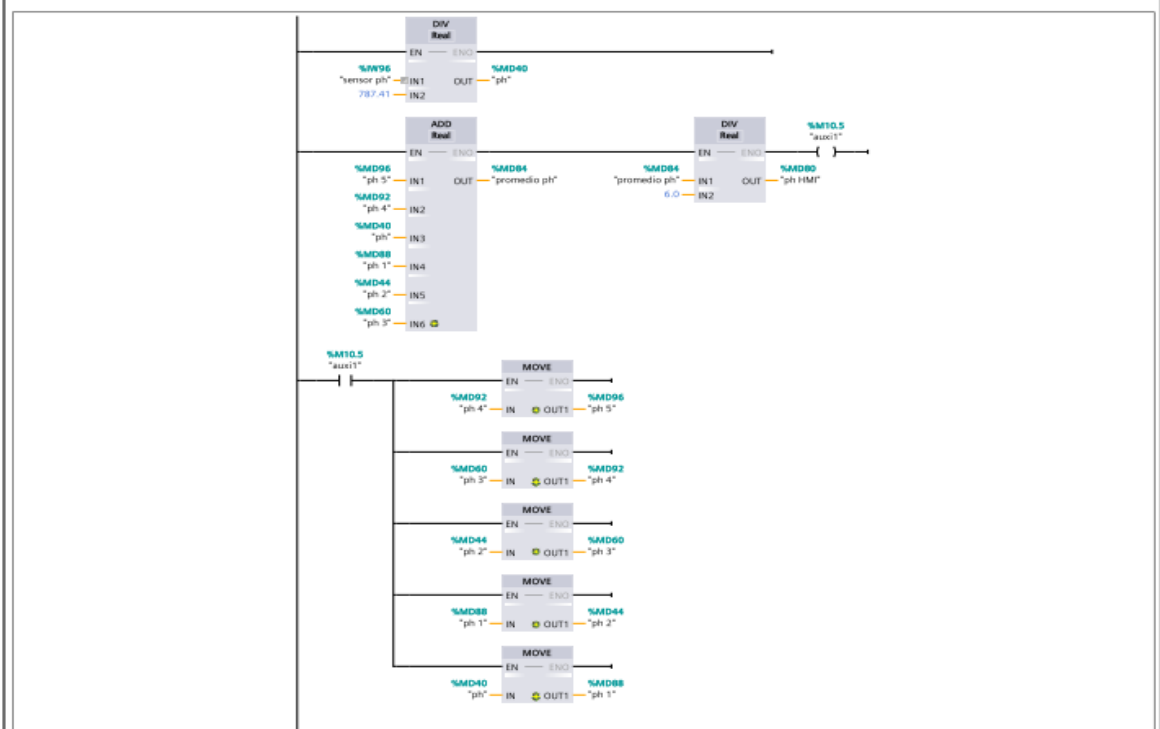 DIV
Real
EN ENO
%IW96 %MD40
"sensor ph" IN1 OUT "ph"
787.41 IN2
ADD
Real
DIV
Real
%M10.5
"auxi1"
EN ENO EN ENO
%MD96 %MD84 %MD84 %MD80
"ph 5" IN1 OUT "promedio ph" "promedio ph" IN1 OUT "ph HMI"
6.0 IN2
%MD92
"ph 4" IN2
%MD40
"ph" IN3
%MD88
"ph 1" IN4
%MD44
"ph 2" IN5
%MD60
"ph 3" IN6
%M10.5
"auxi1"
MOVE
EN ENO
%MD92 %MD96
"ph 4" IN OUT1 "ph 5"
MOVE
EN ENO
%MD60 %MD92
"ph 3" IN OUT1 "ph 4"
MOVE
EN ENO
%MD44 %MD60
"ph 2" IN OUT1 "ph 3"
MOVE
EN ENO
%MD88 %MD44
"ph 1" IN OUT1 "ph 2"
MOVE
EN ENO
%MD40 %MD88
"ph" IN OUT1 "ph 1"